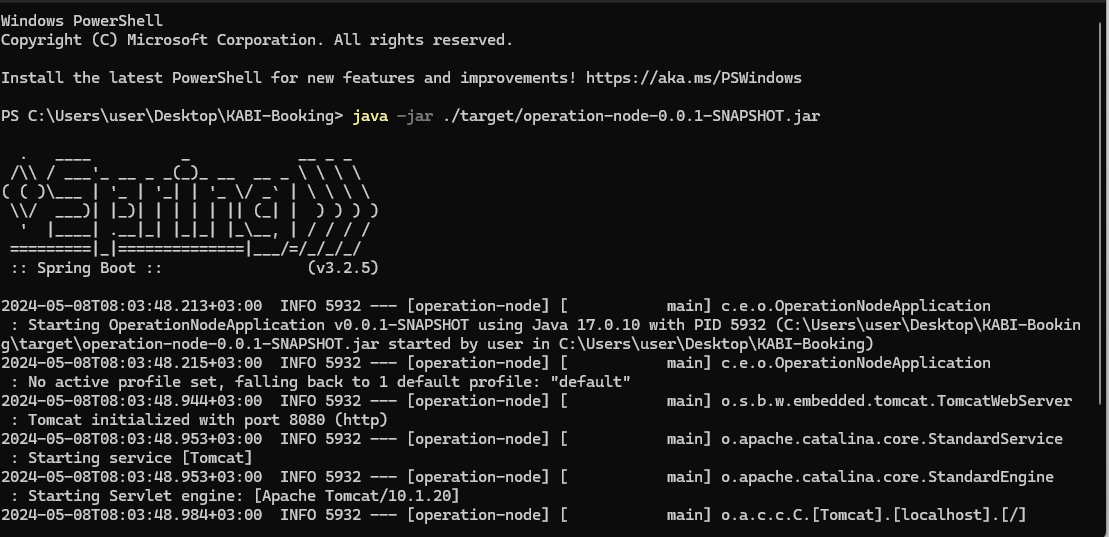 Windows PowerShell
Copyright (C) Microsoft Corporation. All rights reserved.
Install the latest PowerShell for new features and improvements! https://aka.ms/PSWindows
PS C:\Users\user\Desktop\KABI-Booking> java -jar ./target/operation-node-0.0.1-SNAPSHOT.jar
  .   ____          _            __ _ _
 /\\ / ___'_ __ _ _(_)_ __  __ _ \ \ \ \
( ( )\___ | '_ | '_| | '_ \/ _` | \ \ \ \
 \\/  ___)| |_)| | | | | || (_| |  ) ) ) )
  '  |____| .__|_| |_|_| |_\__, | / / / /
 =========|_|==============|___/=/_/_/_/
 :: Spring Boot ::                (v3.2.5)
2024-05-08T08:03:48.213+03:00  INFO 5932 --- [operation-node] [           main] c.e.o.OperationNodeApplication
 : Starting OperationNodeApplication v0.0.1-SNAPSHOT using Java 17.0.10 with PID 5932 (C:\Users\user\Desktop\KABI-Bookin
g\target\operation-node-0.0.1-SNAPSHOT.jar started by user in C:\Users\user\Desktop\KABI-Booking)
2024-05-08T08:03:48.215+03:00  INFO 5932 --- [operation-node] [           main] c.e.o.OperationNodeApplication
 : No active profile set, falling back to 1 default profile: "default"
2024-05-08T08:03:48.944+03:00  INFO 5932 --- [operation-node] [           main] o.s.b.w.embedded.tomcat.TomcatWebServer
 : Tomcat initialized with port 8080 (http)
2024-05-08T08:03:48.953+03:00  INFO 5932 --- [operation-node] [           main] o.apache.catalina.core.StandardService
 : Starting service [Tomcat]
2024-05-08T08:03:48.953+03:00  INFO 5932 --- [operation-node] [           main] o.apache.catalina.core.StandardEngine
 : Starting Servlet engine: [Apache Tomcat/10.1.20]
2024-05-08T08:03:48.984+03:00  INFO 5932 --- [operation-node] [           main] o.a.c.c.C.[Tomcat].[localhost].[/]